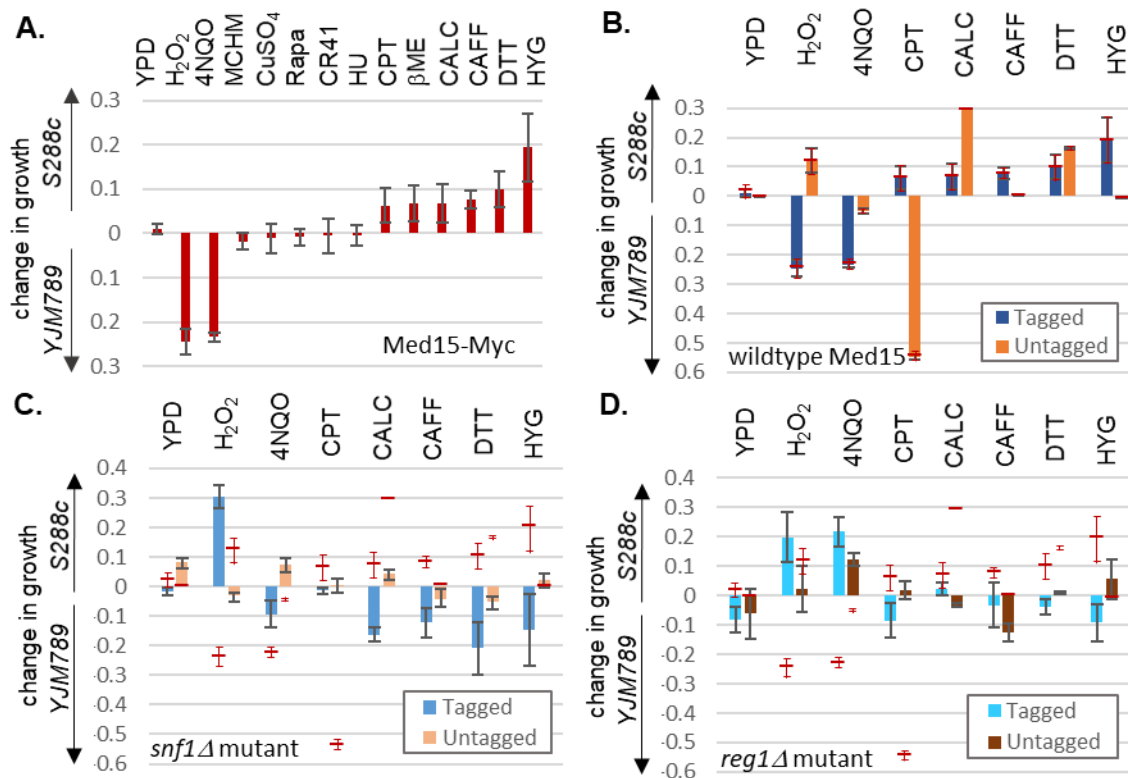 A.
YPD
H₂O₂
4NQO
MCHM
CuSO₄
Rapa
CR41
HU
CPT
βME
CALC
CAFF
DTT
HYG
change in growth
S288c
YJM789
0.3
0.2
0.1
0
0.1
0.2
0.3
Med15-Myc
B.
YPD
H₂O₂
4NQO
CPT
CALC
CAFF
DTT
HYG
change in growth
S288c
YJM789
0.3
0.2
0.1
0
0.1
0.2
0.3
0.4
0.5
0.6
Tagged
Untagged
wildtype Med15
C.
YPD
H₂O₂
4NQO
CPT
CALC
CAFF
DTT
HYG
change in growth
S288c
YJM789
0.4
0.3
0.2
0.1
0
-0.1
-0.2
-0.3
-0.4
-0.5
-0.6
Tagged
Untagged
snf1Δ mutant
D.
YPD
H₂O₂
4NQO
CPT
CALC
CAFF
DTT
HYG
change in growth
S288c
YJM789
0.4
0.3
0.2
0.1
0
-0.1
-0.2
-0.3
-0.4
-0.5
-0.6
Tagged
Untagged
reg1Δ mutant